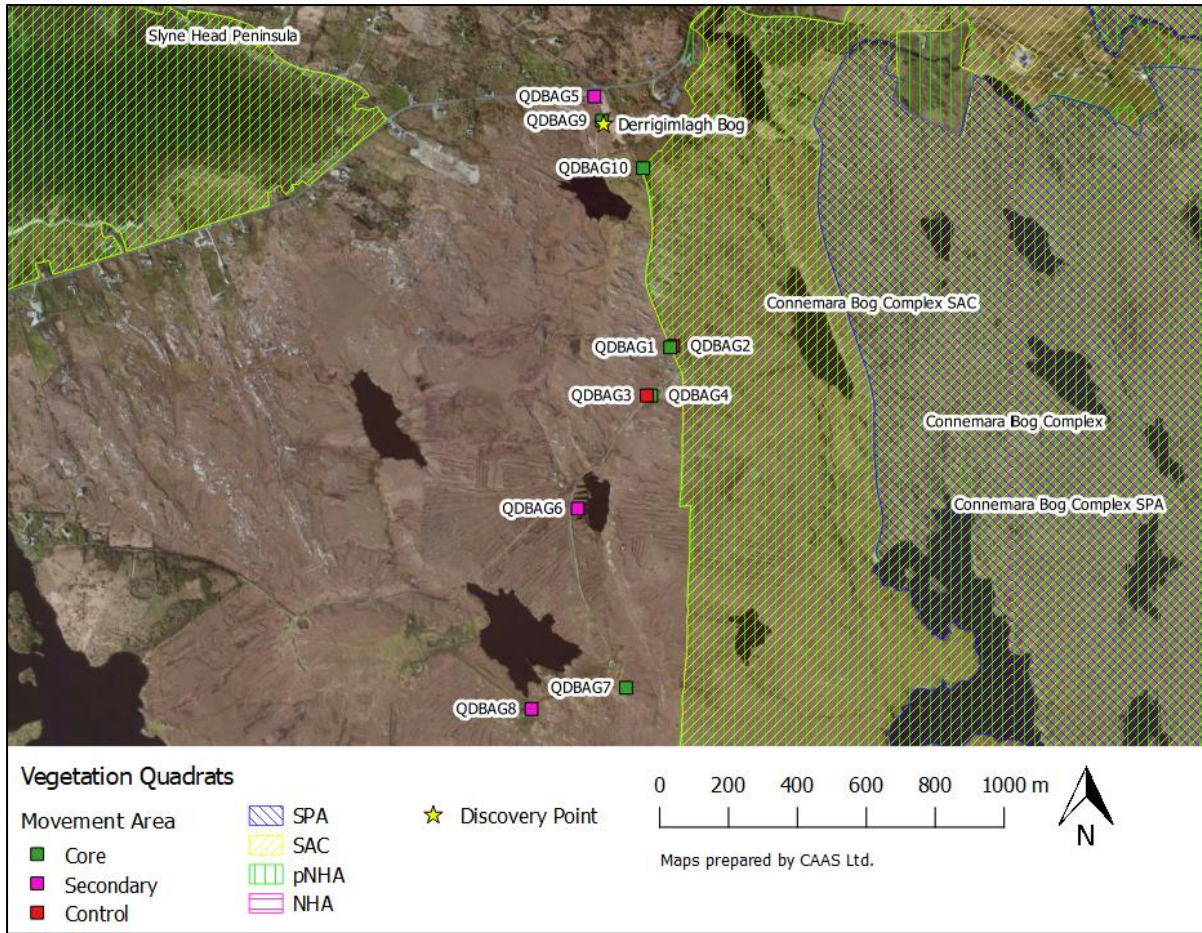 Slyne Head Peninsula
QDBAG5
QDBAG9
Derrigimlagh Bog
QDBAG10
Connemara Bog Complex SAC
QDBAG1
QDBAG2
QDBAG3
QDBAG4
Connemara Bog Complex
Connemara Bog Complex SPA
QDBAG6
QDBAG7
QDBAG8
Vegetation Quadrats
Movement Area
Core
Secondary
Control
SPA
SAC
pNHA
NHA
Discovery Point
0 200 400 600 800 1000 m
Maps prepared by CAAS Ltd.
N